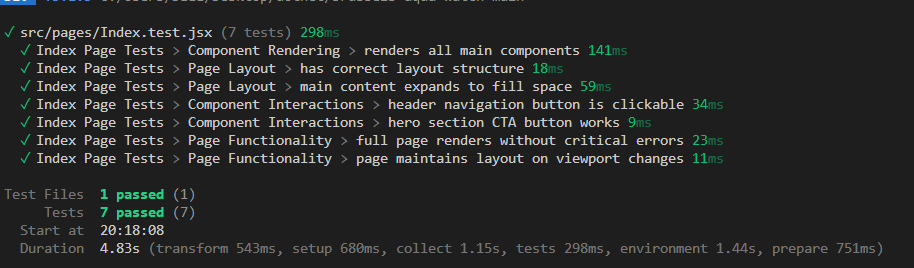 ✓ src/pages/Index.test.jsx (7 tests) 298ms
✓ Index Page Tests > Component Rendering > renders all main components 141ms
✓ Index Page Tests > Page Layout > has correct layout structure 18ms
✓ Index Page Tests > Page Layout > main content expands to fill space 59ms
✓ Index Page Tests > Component Interactions > header navigation button is clickable 34ms
✓ Index Page Tests > Component Interactions > hero section CTA button works 9ms
✓ Index Page Tests > Page Functionality > full page renders without critical errors 23ms
✓ Index Page Tests > Page Functionality > page maintains layout on viewport changes 11ms
Test Files 1 passed (1)
Tests 7 passed (7)
Start at 20:18:08
Duration 4.83s (transform 543ms, setup 680ms, collect 1.15s, tests 298ms, environment 1.44s, prepare 751ms)